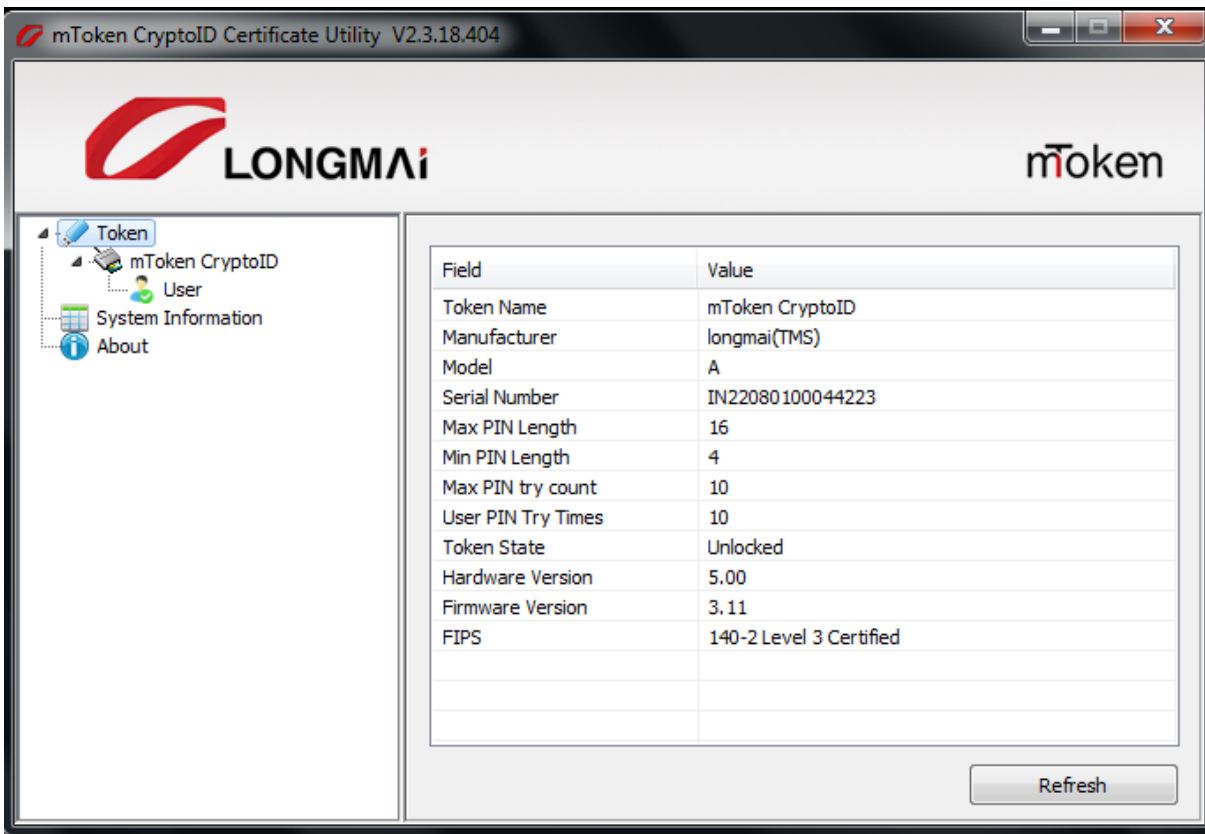 mToken CryptoID Certificate Utility V2.3.18.404
LONGMAi
mToken
Token
mToken CryptoID
User
System Information
About
Field Value
Token Name mToken CryptoID
Manufacturer longmai(TMS)
Model A
Serial Number IN22080100044223
Max PIN Length 16
Min PIN Length 4
Max PIN try count 10
User PIN Try Times 10
Token State Unlocked
Hardware Version 5.00
Firmware Version 3.11
FIPS 140-2 Level 3 Certified
Refresh